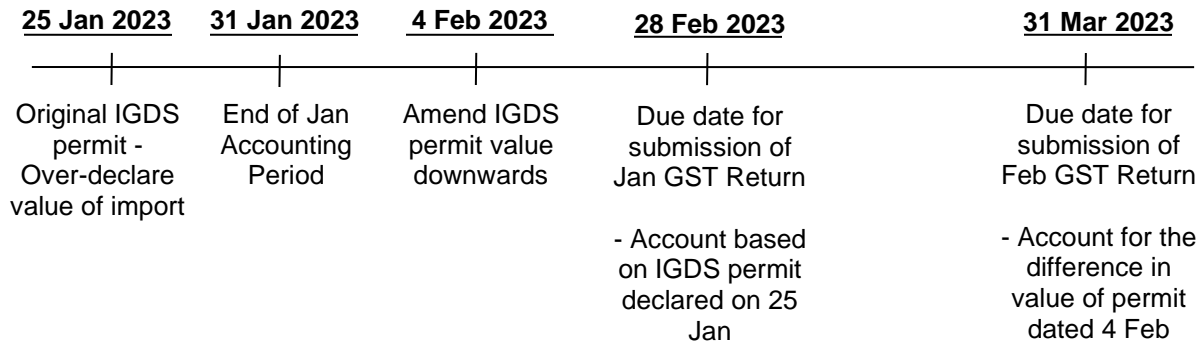 25 Jan 2023
Original IGDS
permit -
Over-declare
value of import
31 Jan 2023
End of Jan
Accounting
Period
4 Feb 2023
Amend IGDS
permit value
downwards
28 Feb 2023
Due date for
submission of
Jan GST Return
- Account based
on IGDS permit
declared on 25
Jan
31 Mar 2023
Due date for
submission of
Feb GST Return
- Account for the
difference in
value of permit
dated 4 Feb